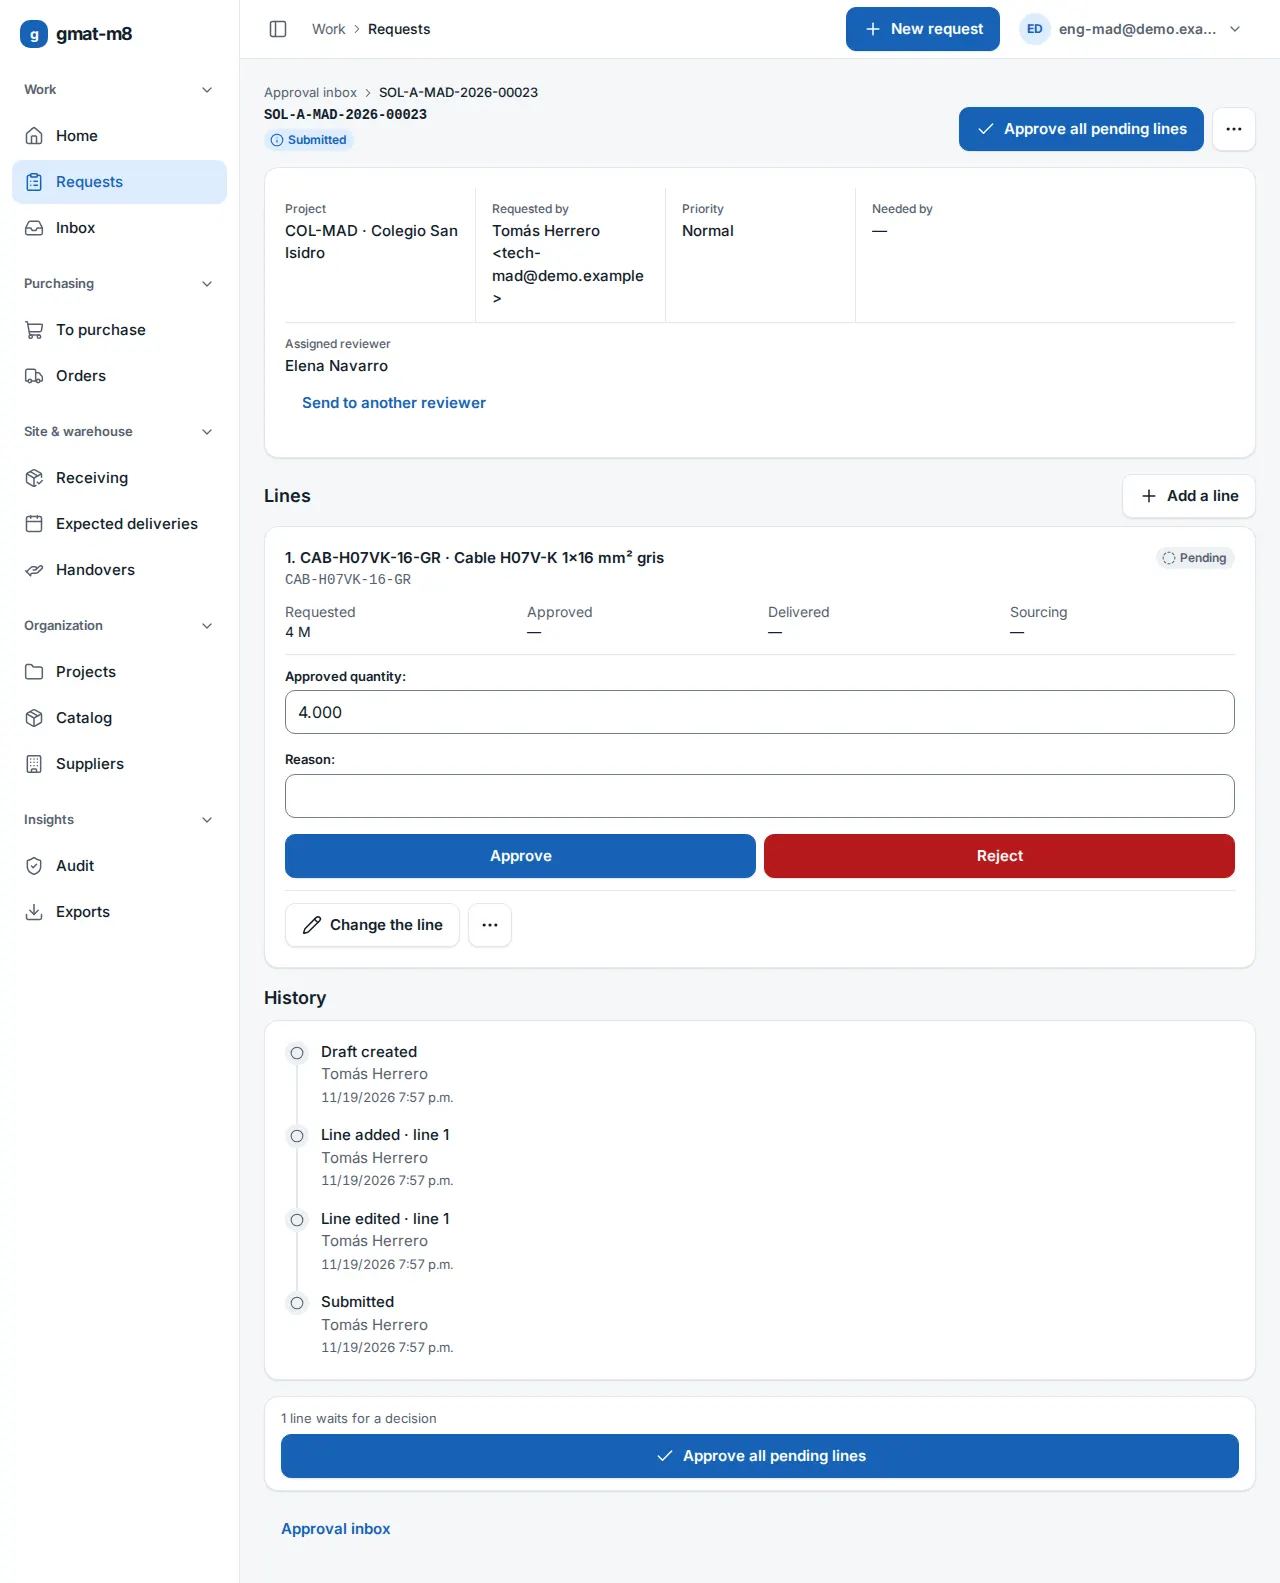 g gmat-m8
Work
Home
Requests
Inbox
Purchasing
To purchase
Orders
Site & warehouse
Receiving
Expected deliveries
Handovers
Organization
Projects
Catalog
Suppliers
Insights
Audit
Exports
Work > Requests
New request
ED eng-mad@demo.exa...
Approval inbox > SOL-A-MAD-2026-00023
SOL-A-MAD-2026-00023
Submitted
Approve all pending lines
Project
COL-MAD · Colegio San
Isidro
Requested by
Tomás Herrero
<tech-
mad@demo.example
>
Priority
Normal
Needed by
—
Assigned reviewer
Elena Navarro
Send to another reviewer
Lines
Add a line
1. CAB-H07VK-16-GR · Cable H07V-K 1×16 mm² gris
Pending
CAB-H07VK-16-GR
Requested
4 M
Approved
—
Delivered
—
Sourcing
—
Approved quantity:
4.000
Reason:
Approve
Reject
Change the line
History
Draft created
Tomás Herrero
11/19/2026 7:57 p.m.
Line added · line 1
Tomás Herrero
11/19/2026 7:57 p.m.
Line edited · line 1
Tomás Herrero
11/19/2026 7:57 p.m.
Submitted
Tomás Herrero
11/19/2026 7:57 p.m.
1 line waits for a decision
Approve all pending lines
Approval inbox